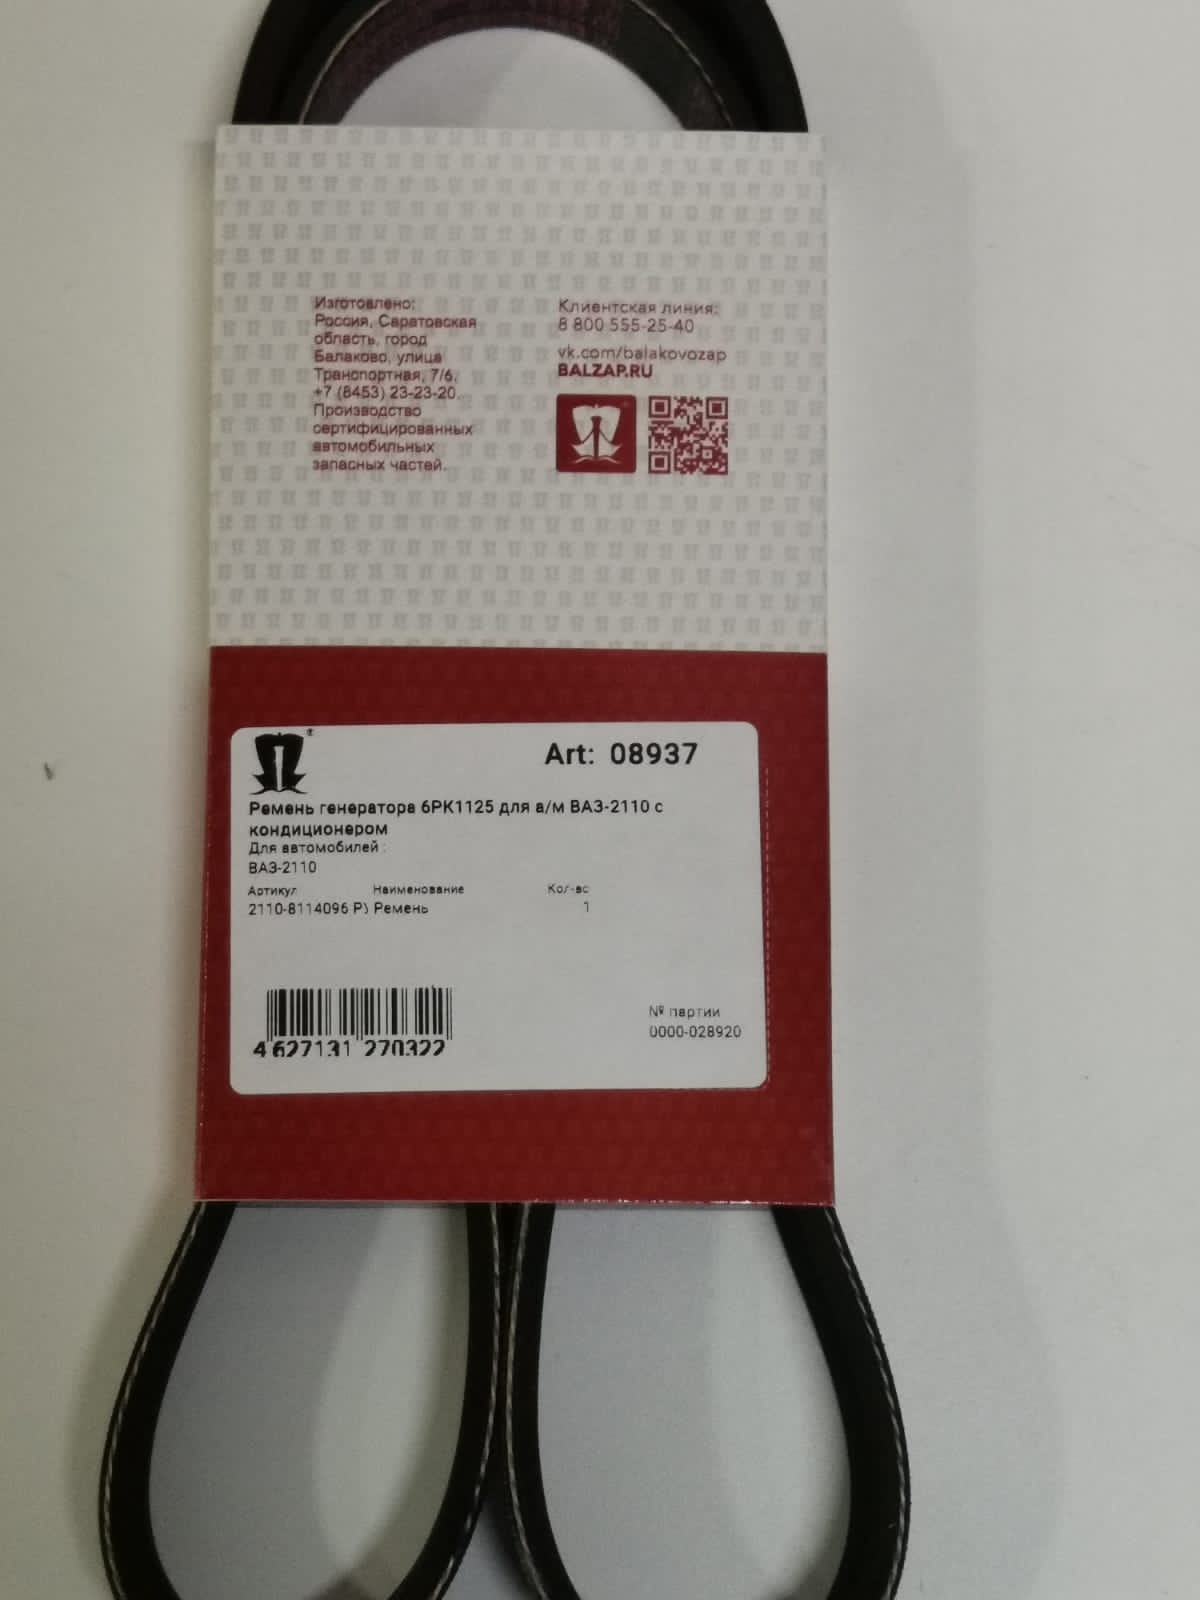 Изготовлено:
Россия, Саратовская
область, город
Балаково, улица
Транспортная, 7/6,
+7 (8453) 23-23-20.
Производство
сертифицированных
автомобильных
запасных частей.
Клиентская линия:
8 800 555-25-40
vk.com/balakovozap
BALZAP.RU
®
Art: 08937
Ремень генератора 6РК1125 для а/м ВАЗ-2110 с
кондиционером
Для автомобилей :
ВАЗ-2110
Артикул Наименование Кол-во
2110-8114096 Р) Ремень 1
4 627131 270322
№ партии
0000-028920